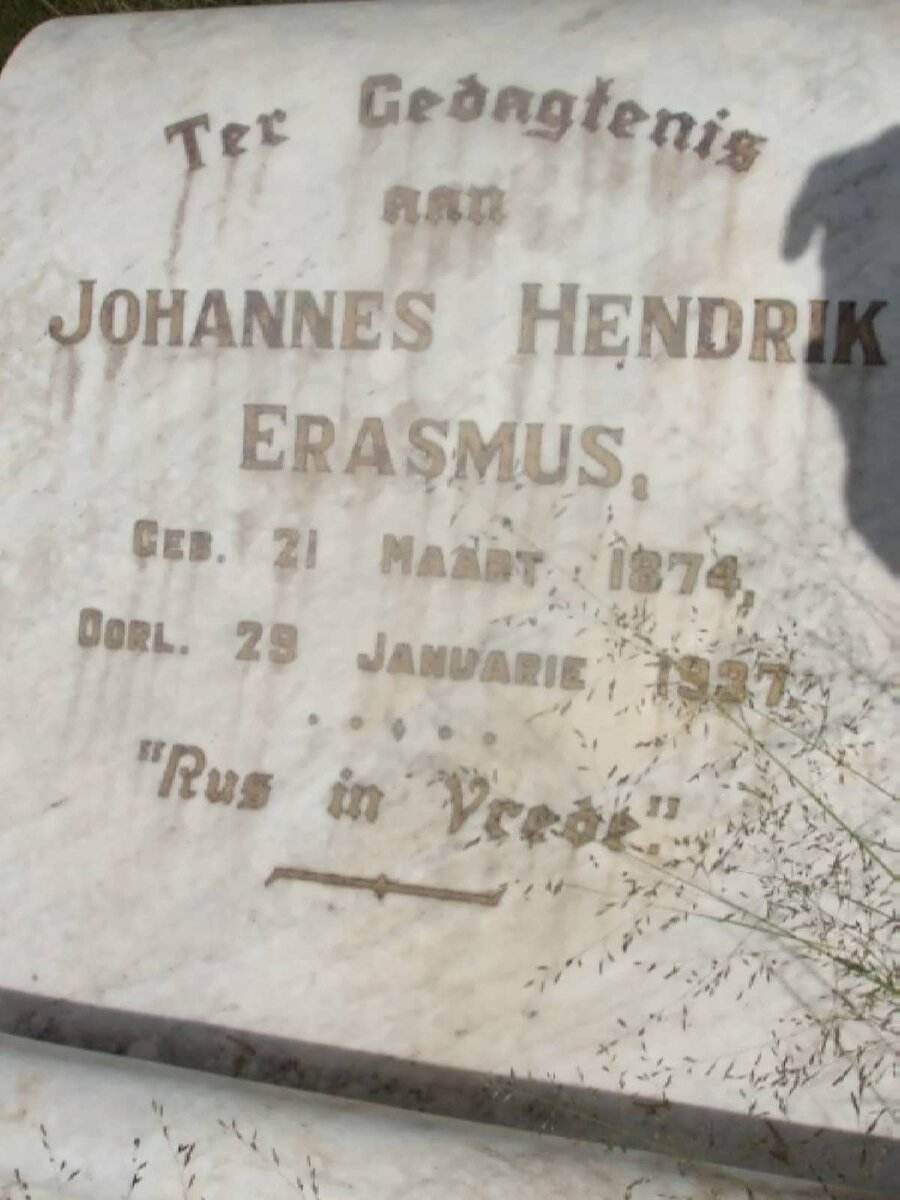 Ter Gedagtenis
aan
JOHANNES HENDRIK
ERASMUS,
GEB. 21 MAART 1874,
OORL. 29 JANUARIE 1937.
"Rus in Vrede."